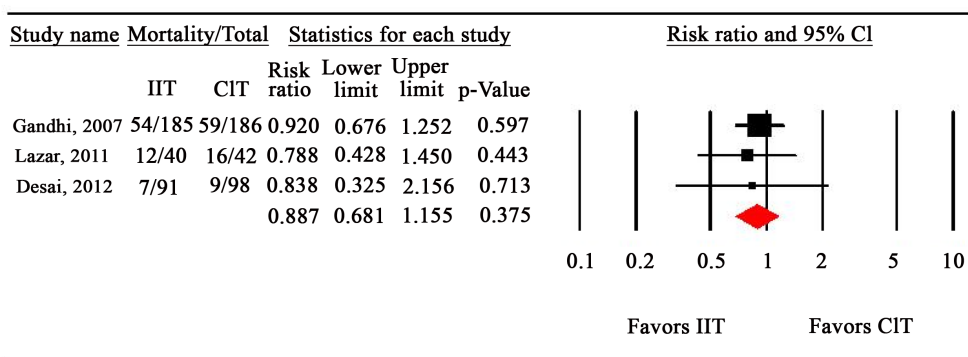 Study name Mortality/Total Statistics for each study Risk ratio and 95% Cl
IIT ClT Risk ratio Lower limit Upper limit p-Value
Gandhi, 2007 54/185 59/186 0.920 0.676 1.252 0.597
Lazar, 2011 12/40 16/42 0.788 0.428 1.450 0.443
Desai, 2012 7/91 9/98 0.838 0.325 2.156 0.713
0.887 0.681 1.155 0.375
0.1 0.2 0.5 1 2 5 10
Favors IIT Favors ClT